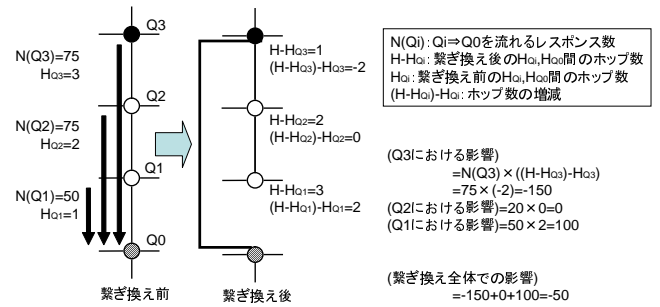 Q3
N(Q3)=75
HQ3=3
Q2
N(Q2)=75
HQ2=2
Q1
N(Q1)=50
HQ1=1
Q0
繋ぎ換え前
H-HQ3=1
(H-HQ3)-HQ3=-2
H-HQ2=2
(H-HQ2)-HQ2=0
H-HQ1=3
(H-HQ1)-HQ1=2
繋ぎ換え後
N(Qi):Qi⇒Q0を流れるレスポンス数
H-HQi:繋ぎ換え後のHQi,HQ0間のホップ数
HQi:繋ぎ換え前のHQi,HQ0間のホップ数
(H-HQi)-HQi:ホップ数の増減
(Q3における影響)
=N(Q3)×((H-HQ3)-HQ3)
=75×(-2)=-150
(Q2における影響)=20×0=0
(Q1における影響)=50×2=100
(繋ぎ換え全体での影響)
=-150+0+100=-50